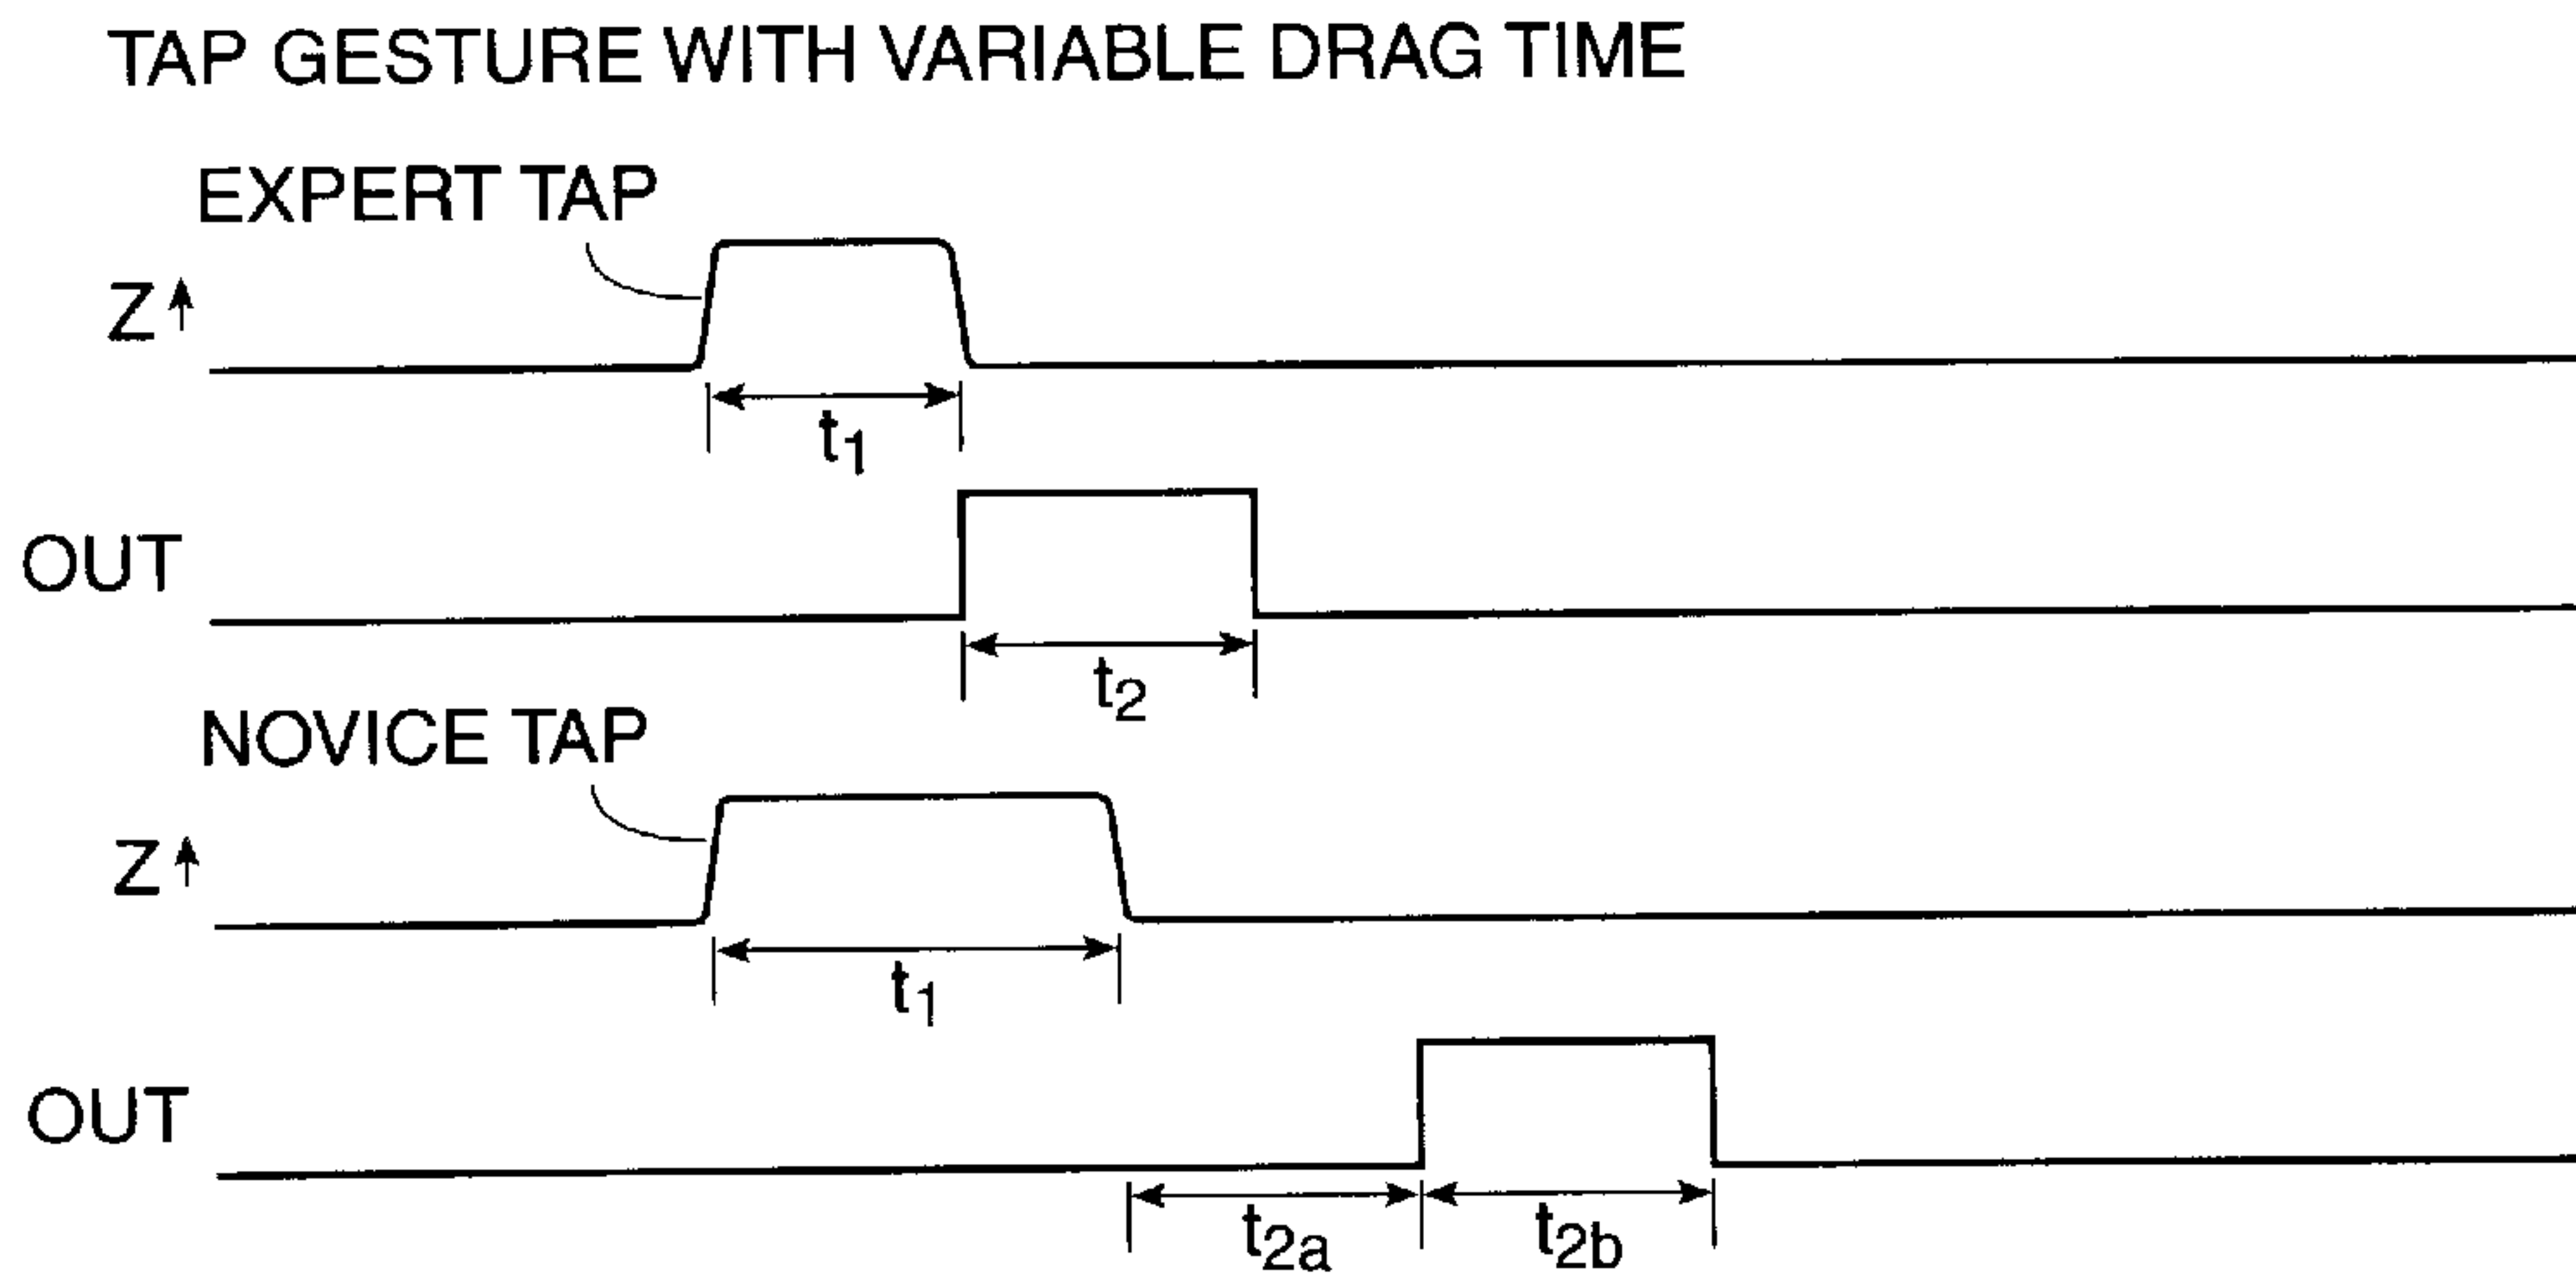 TAP GESTURE WITH VARIABLE DRAG TIME
EXPERT TAP
Z
t1
OUT
t2
NOVICE TAP
Z
t1
OUT
t2a
t2b